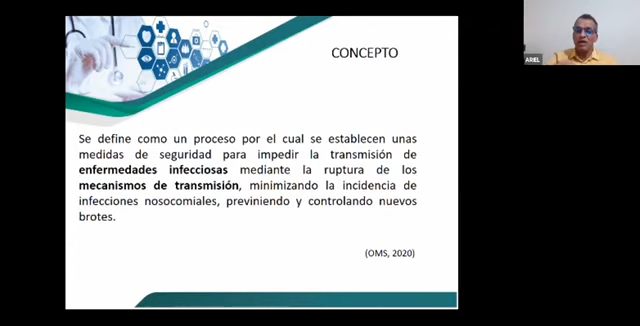 CONCEPTO
ARIEL
Se define como un proceso por el cual se establecen unas
medidas de seguridad para impedir la transmisión de
enfermedades infecciosas mediante la ruptura de los
mecanismos de transmisión, minimizando la incidencia de
infecciones nosocomiales, previniendo y controlando nuevos
brotes.
(OMS, 2020)